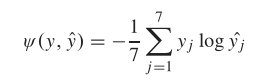 ψ(y, ŷ) = −1/7 ∑_{j=1}^{7} y_j log ŷ_j